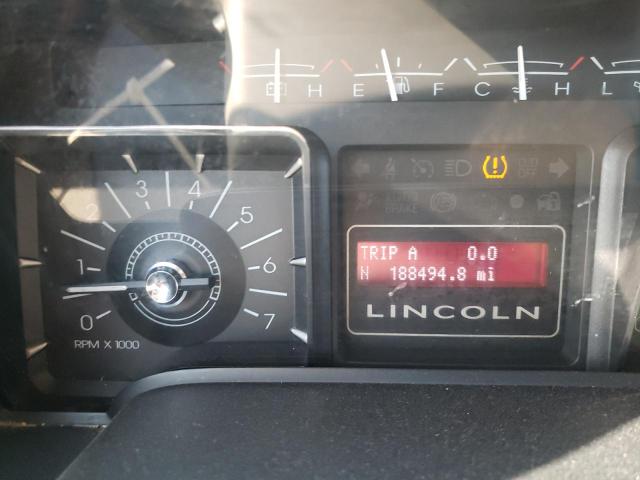 H E F C H L
0 1 2 3 4 5 6 7
RPM X 1000
TRIP A 0.0
N 188494.8 mi
LINCOLN